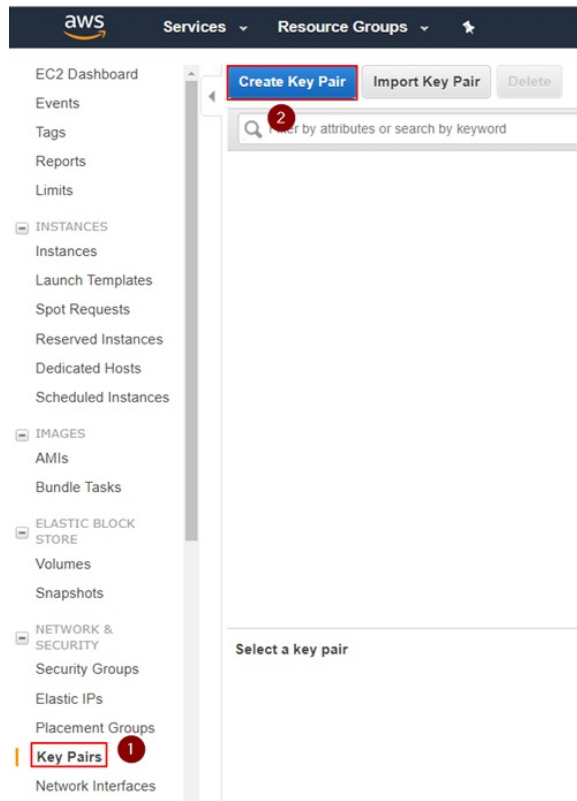 aws
Services
Resource Groups
EC2 Dashboard
Events
Tags
Reports
Limits
INSTANCES
Instances
Launch Templates
Spot Requests
Reserved Instances
Dedicated Hosts
Scheduled Instances
IMAGES
AMIs
Bundle Tasks
ELASTIC BLOCK
STORE
Volumes
Snapshots
NETWORK &
SECURITY
Security Groups
Elastic IPs
Placement Groups
Key Pairs
1
Network Interfaces
Create Key Pair
Import Key Pair
Delete
2
by attributes or search by keyword
Select a key pair